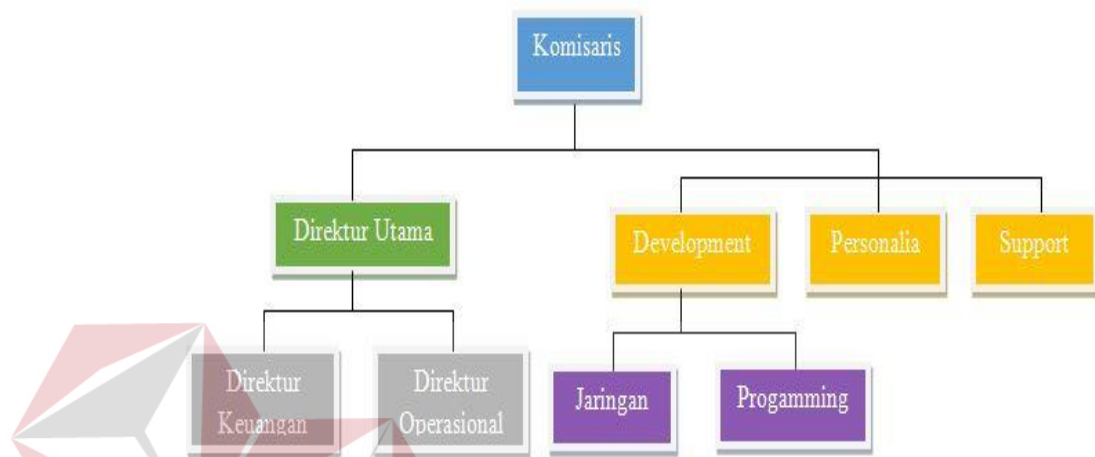 Komisaris
Direktur Utama
Development
Personalia
Support
Direktur
Keuangan
Direktur
Operasional
Jaringan
Progamming